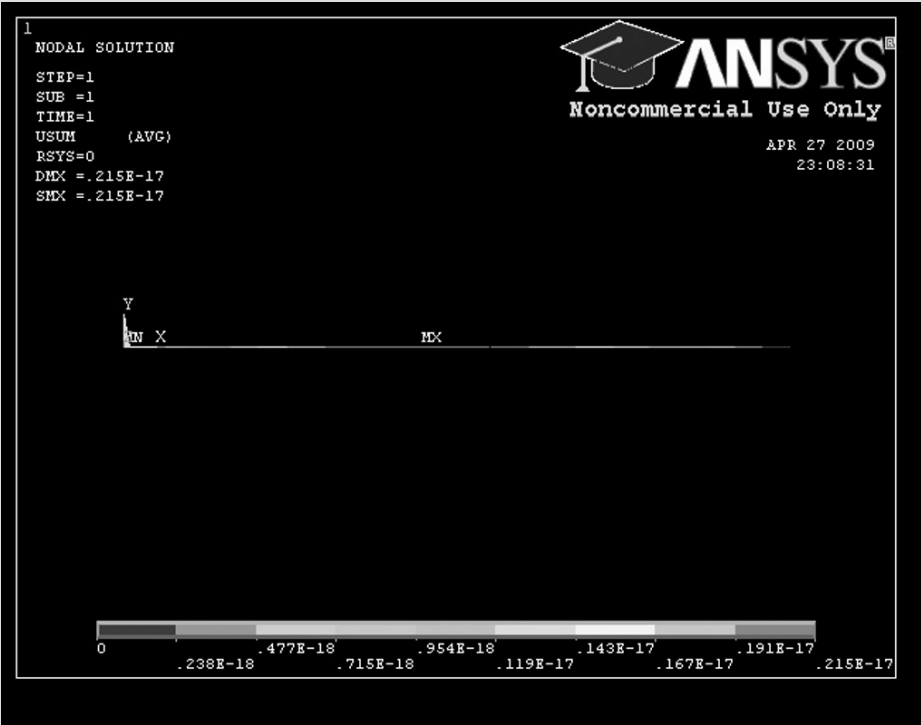 1
NODAL SOLUTION
STEP=1
SUB =1
TIME=1
USUM (AVG)
RSYS=0
DMX =.215E-17
SMX =.215E-17
ANSYS®
Noncommercial Use Only
APR 27 2009
23:08:31
Y
MN X
MX
0 .477E-18 .954E-18 .143E-17 .191E-17
.238E-18 .715E-18 .119E-17 .167E-17 .215E-17